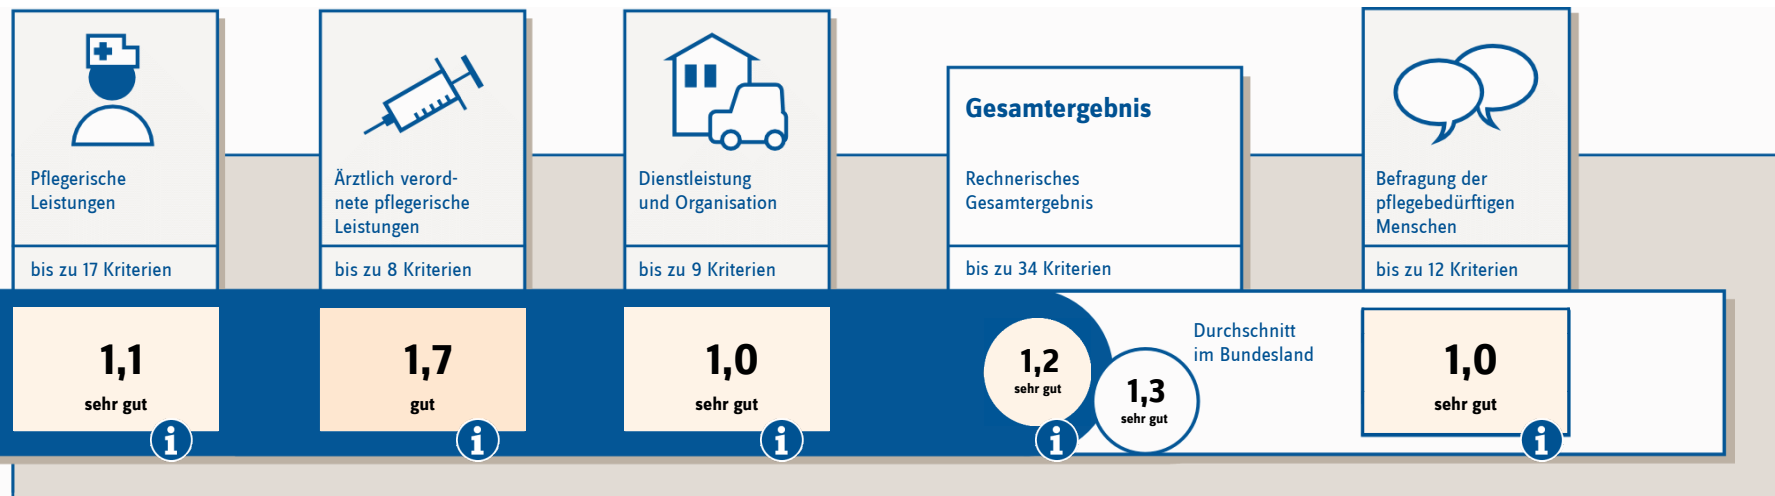 Pflegerische
Leistungen
bis zu 17 Kriterien
1,1
sehr gut
i
Ärztlich verord-
nete pflegerische
Leistungen
bis zu 8 Kriterien
1,7
gut
i
Dienstleistung
und Organisation
bis zu 9 Kriterien
1,0
sehr gut
i
Gesamtergebnis
Rechnerisches
Gesamtergebnis
bis zu 34 Kriterien
1,2
sehr gut
i
1,3
sehr gut
Durchschnitt
im Bundesland
Befragung der
pflegebedürftigen
Menschen
bis zu 12 Kriterien
1,0
sehr gut
i